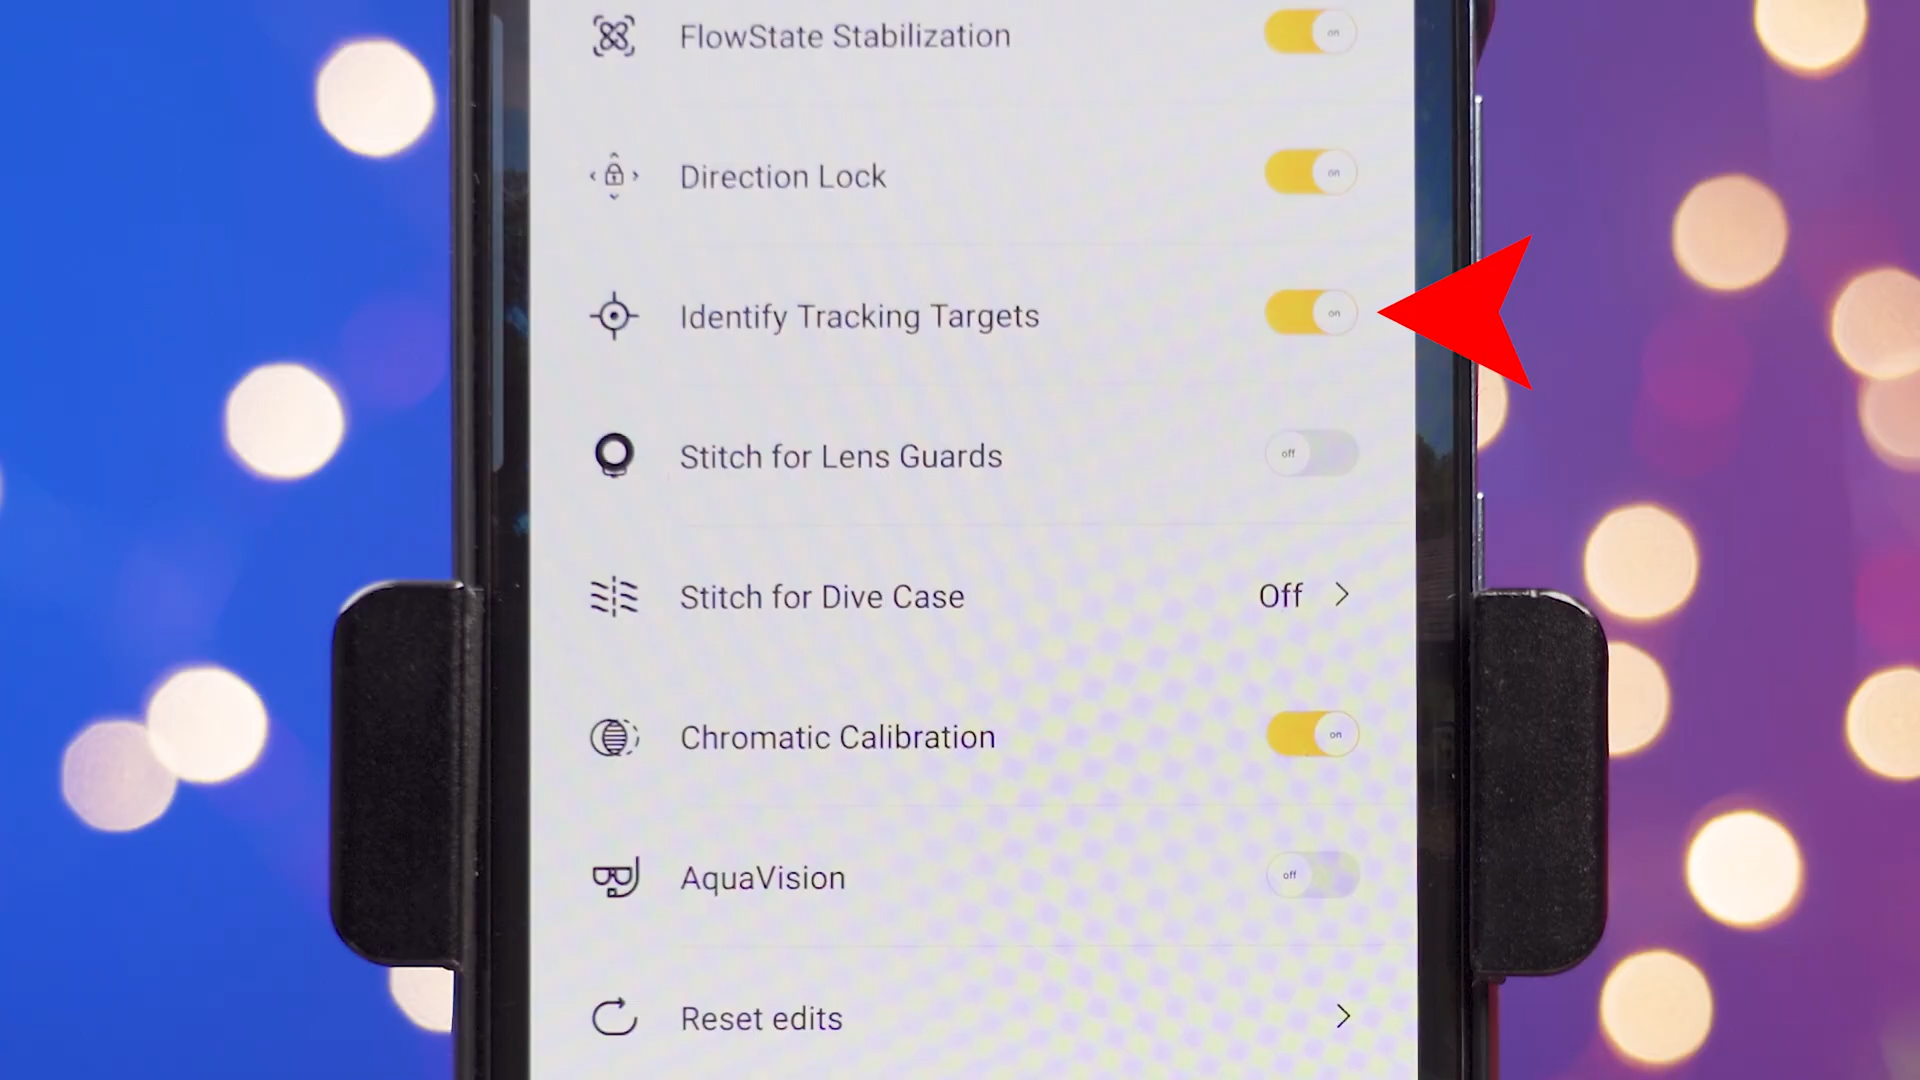 FlowState Stabilization on
Direction Lock on
Identify Tracking Targets on
Stitch for Lens Guards off
Stitch for Dive Case Off
Chromatic Calibration on
AquaVision off
Reset edits